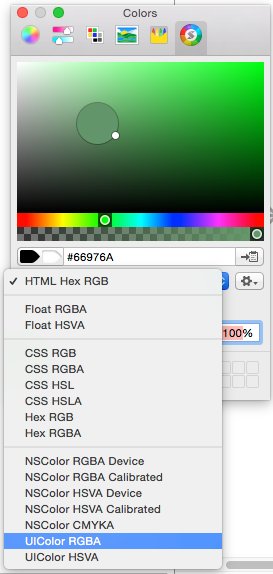 Colors
#66976A
✓ HTML Hex RGB
100%
Float RGBA
Float HSVA
CSS RGB
CSS RGBA
CSS HSL
CSS HSLA
Hex RGB
Hex RGBA
NSColor RGBA Device
NSColor RGBA Calibrated
NSColor HSVA Device
NSColor HSVA Calibrated
NSColor CMYKA
UIColor RGBA
UIColor HSVA